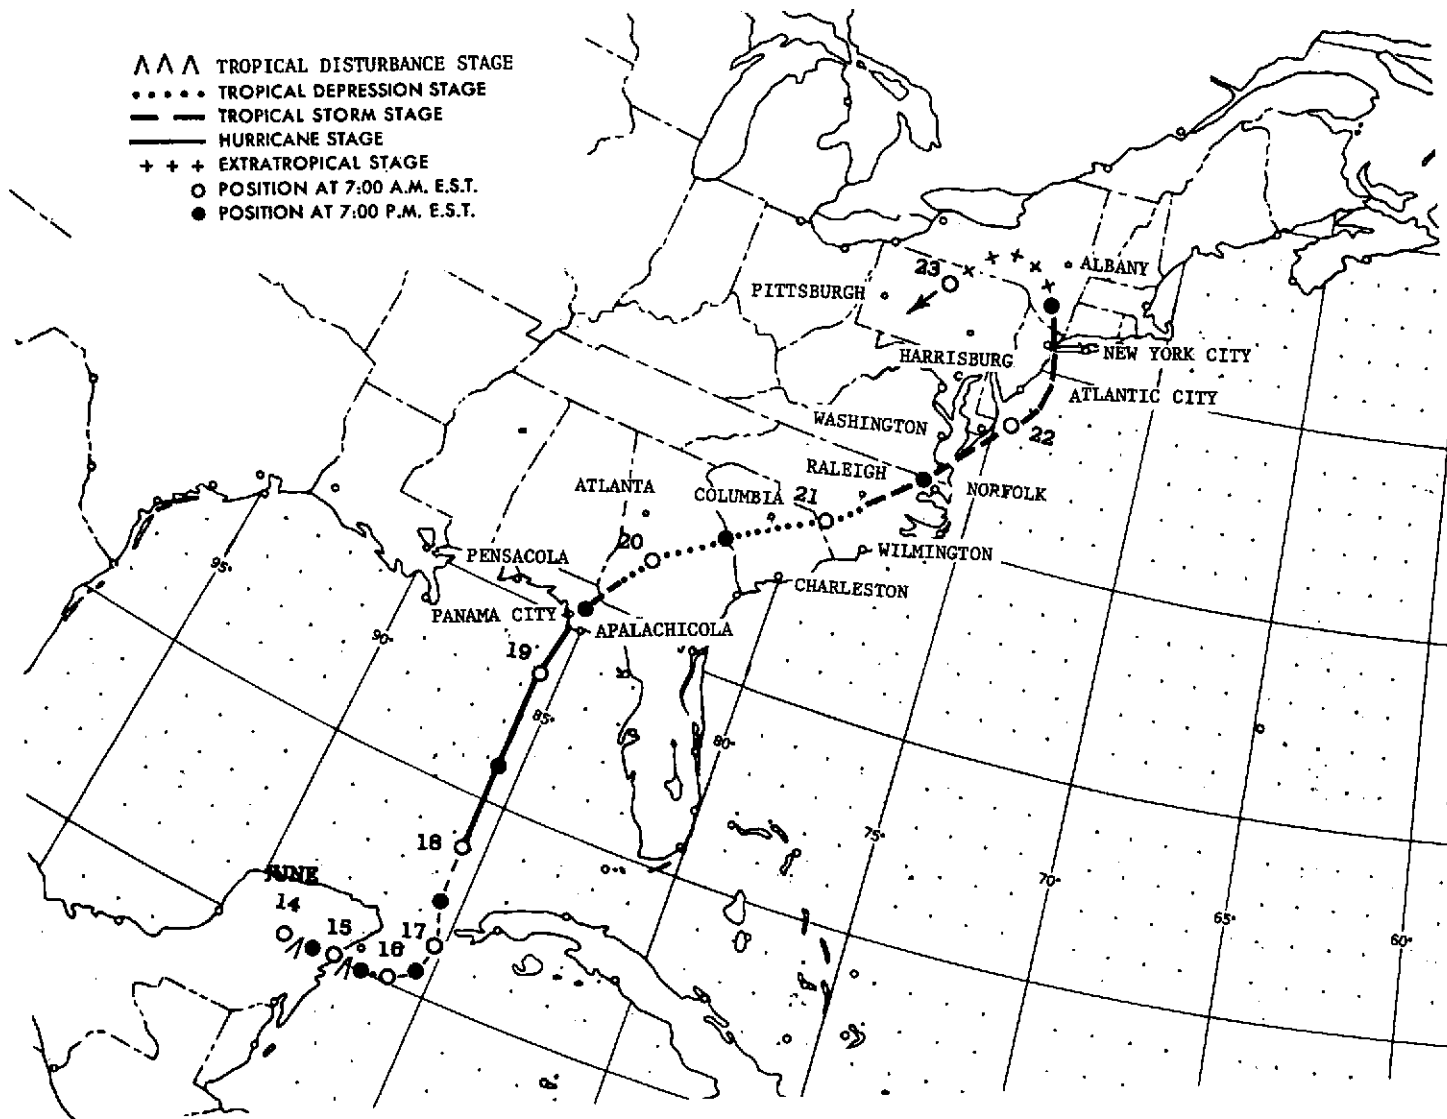 TROPICAL DISTURBANCE STAGE
TROPICAL DEPRESSION STAGE
TROPICAL STORM STAGE
HURRICANE STAGE
EXTRATROPICAL STAGE
POSITION AT 7:00 A.M. E.S.T.
POSITION AT 7:00 P.M. E.S.T.
23
ALBANY
PITTSBURGH
HARRISBURG
NEW YORK CITY
ATLANTIC CITY
WASHINGTON
22
RALEIGH
ATLANTA
COLUMBIA
21
NORFOLK
20
PENSACOLA
WILMINGTON
95°
CHARLESTON
PANAMA CITY
APALACHICOLA
90°
19
85°
80°
75°
18
JUNE
70°
14
65°
15
17
60°
16